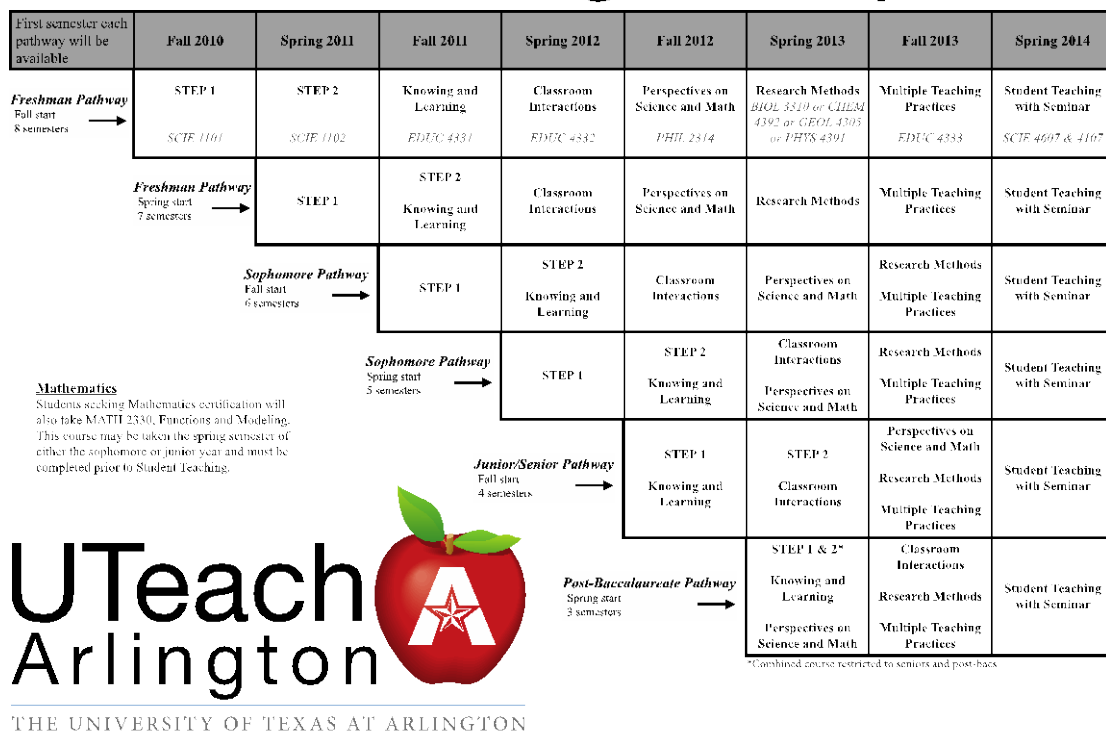 First semester each
pathway will be
available
Fall 2010
Spring 2011
Fall 2011
Spring 2012
Fall 2012
Spring 2013
Fall 2013
Spring 2014
Freshman Pathway
Fall start
8 semesters
STEP 1
SCIE 1101
STEP 2
SCIE 1102
Knowing and
Learning
EDUC 4331
Classroom
Interactions
EDUC 4332
Perspectives on
Science and Math
PHIL 2314
Research Methods
BIOL 3310 or CHEM
4392 or GEOL 4305
or PHYS 4391
Multiple Teaching
Practices
EDUC 4333
Student Teaching
with Seminar
SCIE 4607 & 4107
Freshman Pathway
Spring start
7 semesters
STEP 1
STEP 2
Knowing and
Learning
Classroom
Interactions
Perspectives on
Science and Math
Research Methods
Multiple Teaching
Practices
Student Teaching
with Seminar
Sophomore Pathway
Fall start
6 semesters
STEP 1
STEP 2
Knowing and
Learning
Classroom
Interactions
Perspectives on
Science and Math
Research Methods
Multiple Teaching
Practices
Student Teaching
with Seminar
Sophomore Pathway
Spring start
5 semesters
STEP 1
STEP 2
Knowing and
Learning
Classroom
Interactions
Perspectives on
Science and Math
Research Methods
Multiple Teaching
Practices
Student Teaching
with Seminar
Mathematics
Students seeking Mathematics certification will
also take MATH 2330, Functions and Modeling.
This course may be taken the spring semester of
either the sophomore or junior year and must be
completed prior to Student Teaching.
Junior/Senior Pathway
Fall start
4 semesters
STEP 1
Knowing and
Learning
STEP 2
Classroom
Interactions
Perspectives on
Science and Math
Research Methods
Multiple Teaching
Practices
Student Teaching
with Seminar
Post-Baccalaureate Pathway
Spring start
3 semesters
STEP 1 & 2*
Knowing and
Learning
Perspectives on
Science and Math
Classroom
Interactions
Research Methods
Multiple Teaching
Practices
Student Teaching
with Seminar
*Combined course restricted to seniors and post-bacs
UTeach
Arlington
A
THE UNIVERSITY OF TEXAS AT ARLINGTON